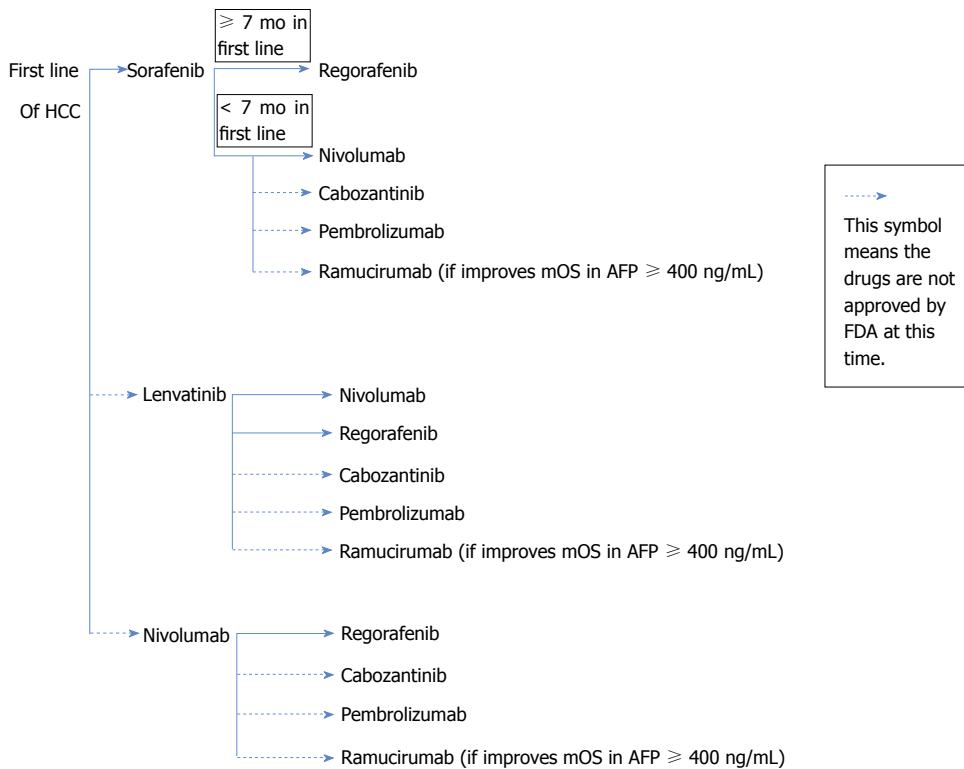 ≥ 7 mo in
first line
First line
Of HCC
Sorafenib
Regorafenib
< 7 mo in
first line
Nivolumab
Cabozantinib
Pembrolizumab
Ramucirumab (if improves mOS in AFP ≥ 400 ng/mL)
This symbol
means the
drugs are not
approved by
FDA at this
time.
Lenvatinib
Nivolumab
Regorafenib
Cabozantinib
Pembrolizumab
Ramucirumab (if improves mOS in AFP ≥ 400 ng/mL)
Nivolumab
Regorafenib
Cabozantinib
Pembrolizumab
Ramucirumab (if improves mOS in AFP ≥ 400 ng/mL)